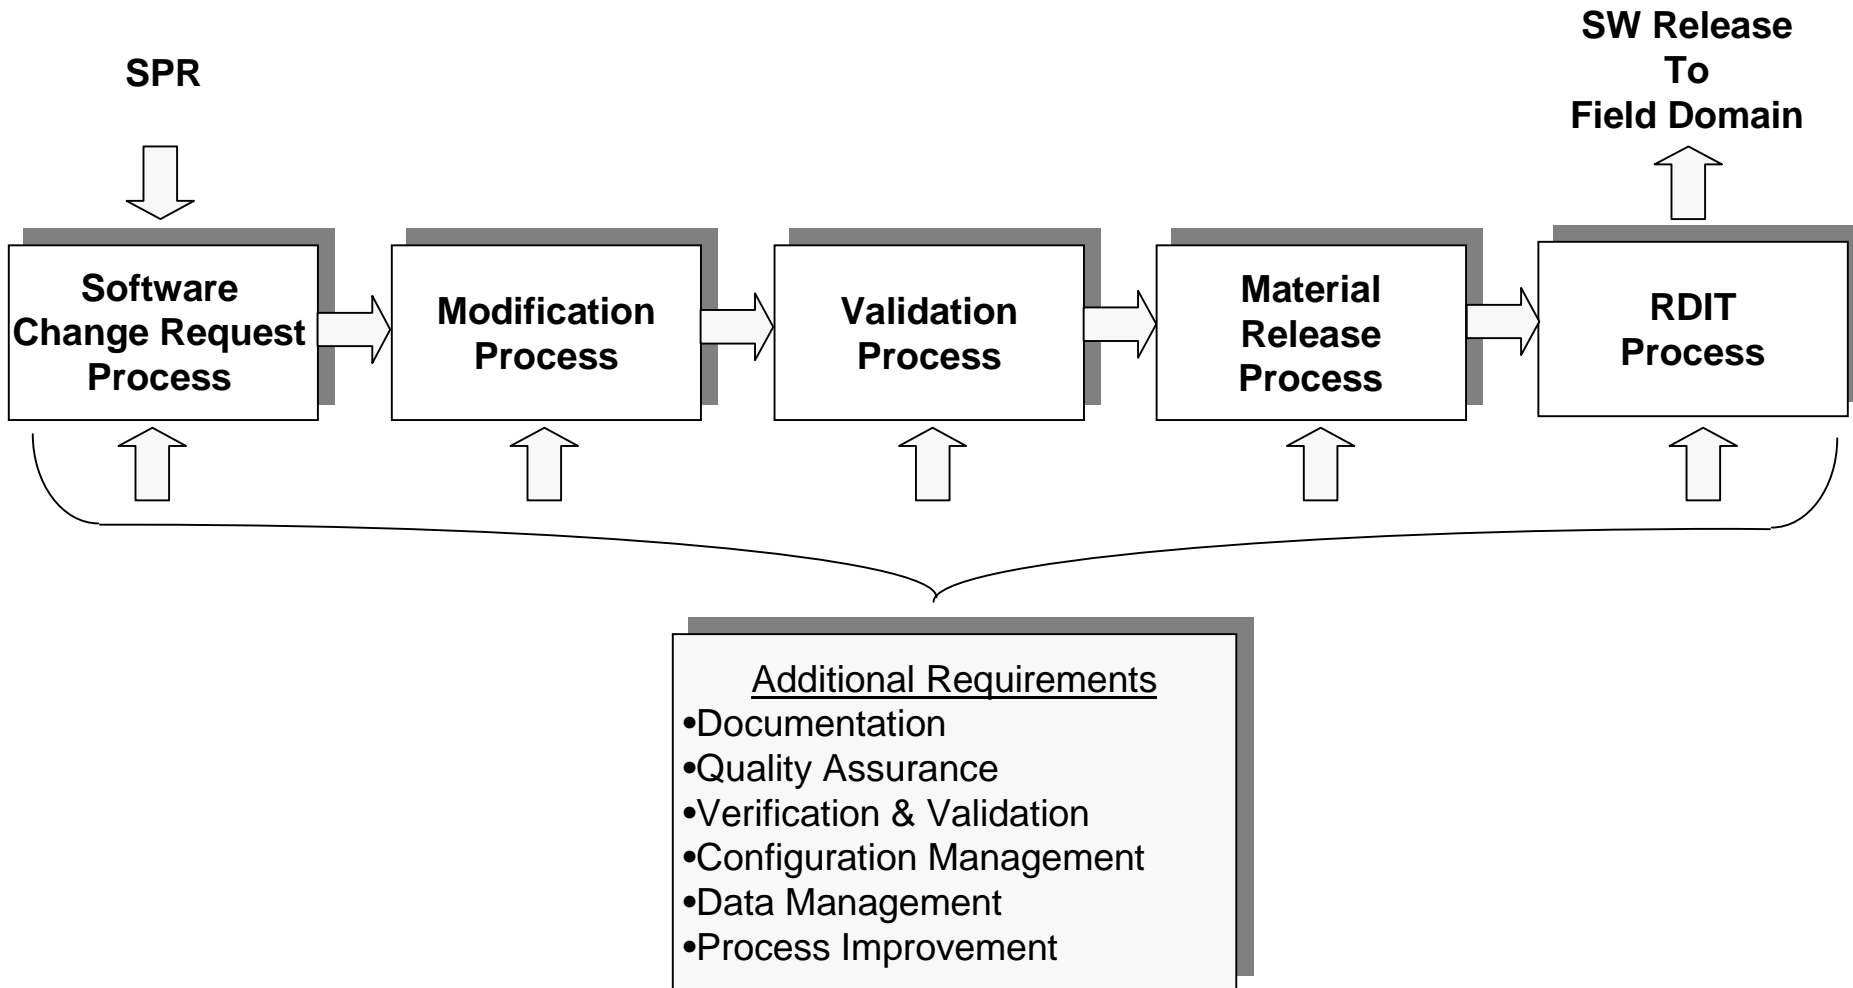 SPR
SW Release
To
Field Domain
Software
Change Request
Process
Modification
Process
Validation
Process
Material
Release
Process
RDIT
Process
Additional Requirements
•Documentation
•Quality Assurance
•Verification & Validation
•Configuration Management
•Data Management
•Process Improvement